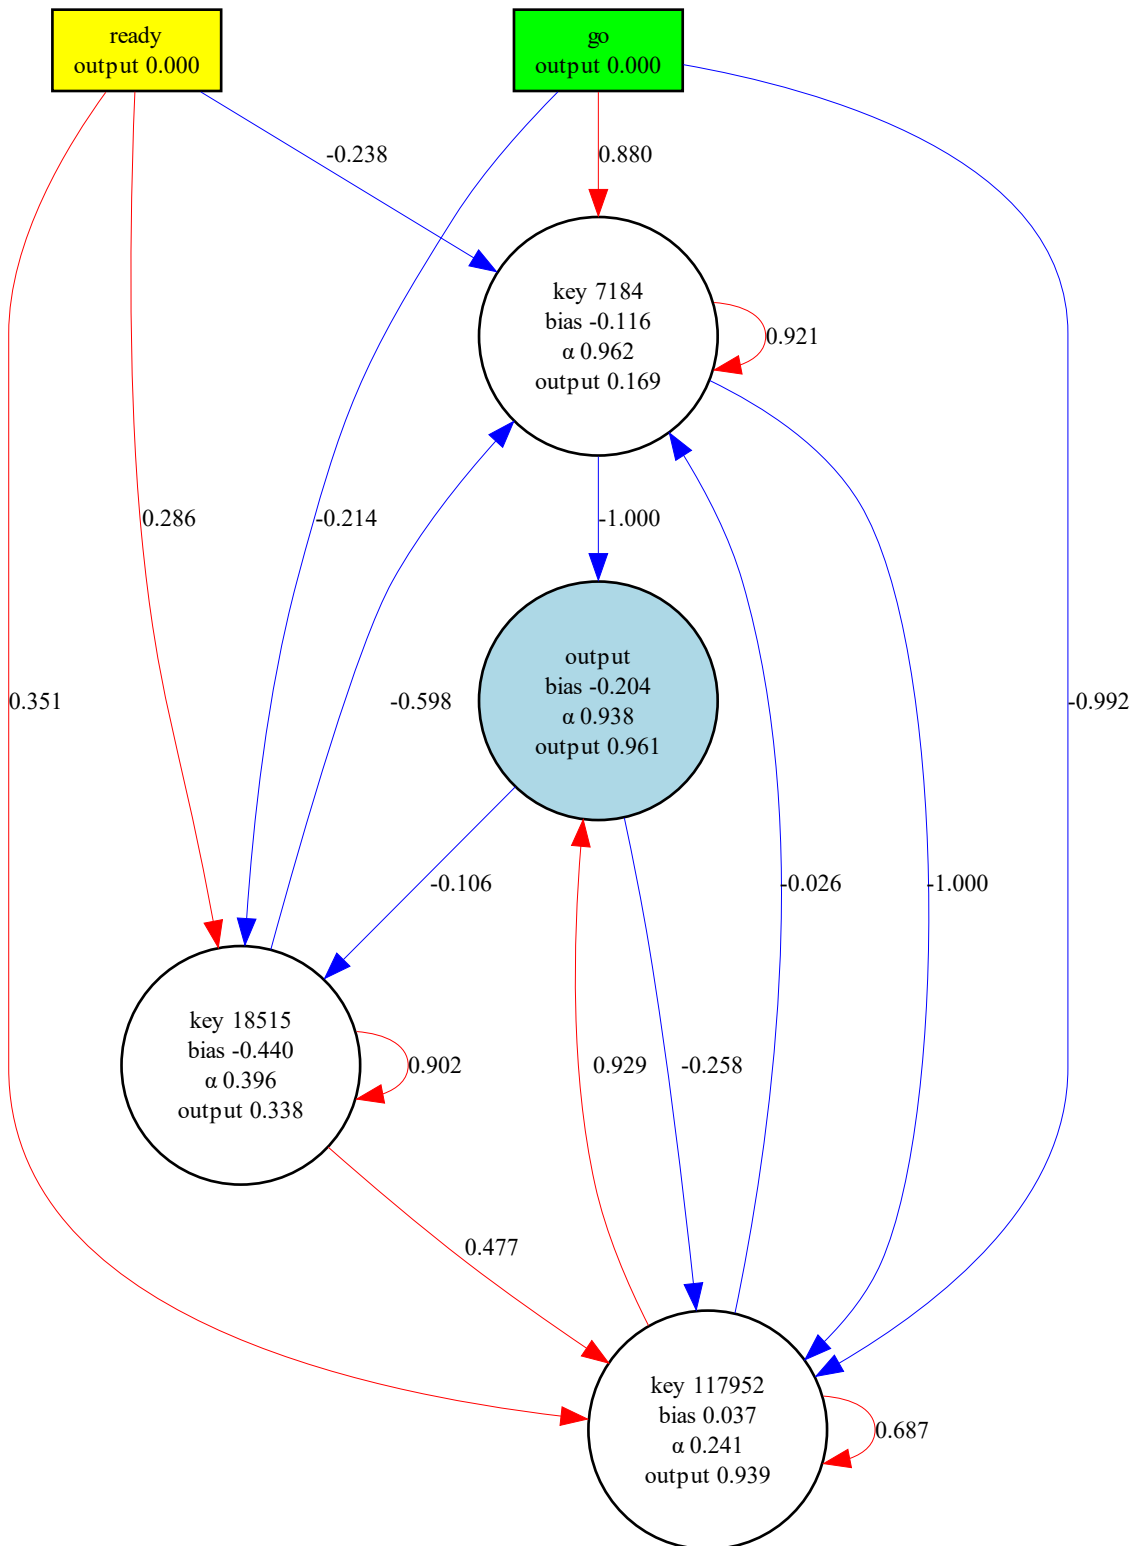 ready
output 0.000
go
output 0.000
-0.238
0.880
key 7184
bias -0.116
α 0.962
output 0.169
0.921
0.286
-0.214
-1.000
output
bias -0.204
α 0.938
output 0.961
0.351
-0.598
-0.992
-0.106
-0.026
-1.000
key 18515
bias -0.440
α 0.396
output 0.338
0.902
0.929
-0.258
0.477
key 117952
bias 0.037
α 0.241
output 0.939
0.687